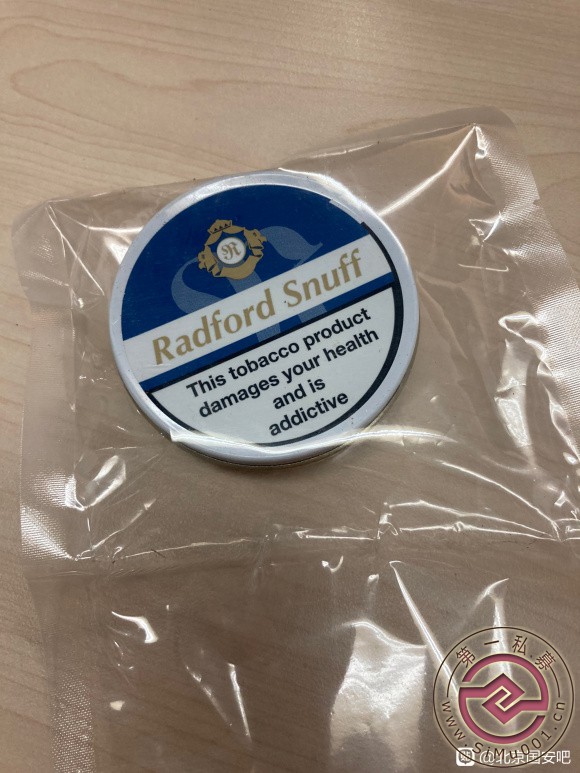 R
Radford Snuff
This tobacco product
damages your health
and is
addictive
第一私募
www.SiMu001.cn
@北京国安吧